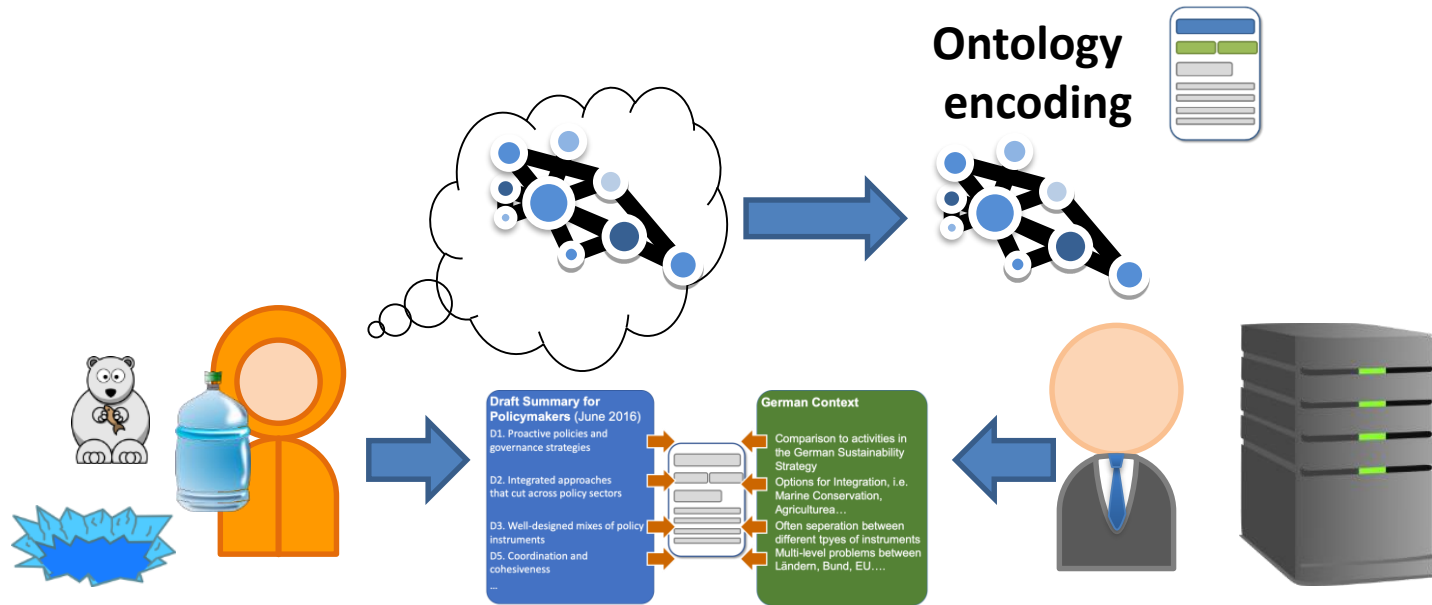 Ontology
encoding
Draft Summary for
Policymakers (June 2016)
D1. Proactive policies and
governance strategies
D2. Integrated approaches
that cut across policy sectors
D3. Well-designed mixes of policy
instruments
D5. Coordination and
cohesiveness
...
German Context
Comparison to activities in
the German Sustainability
Strategy
Options for Integration, i.e.
Marine Conservation,
Agriculturea…
Often seperation between
different tpyes of instruments
Multi-level problems between
Ländern, Bund, EU….